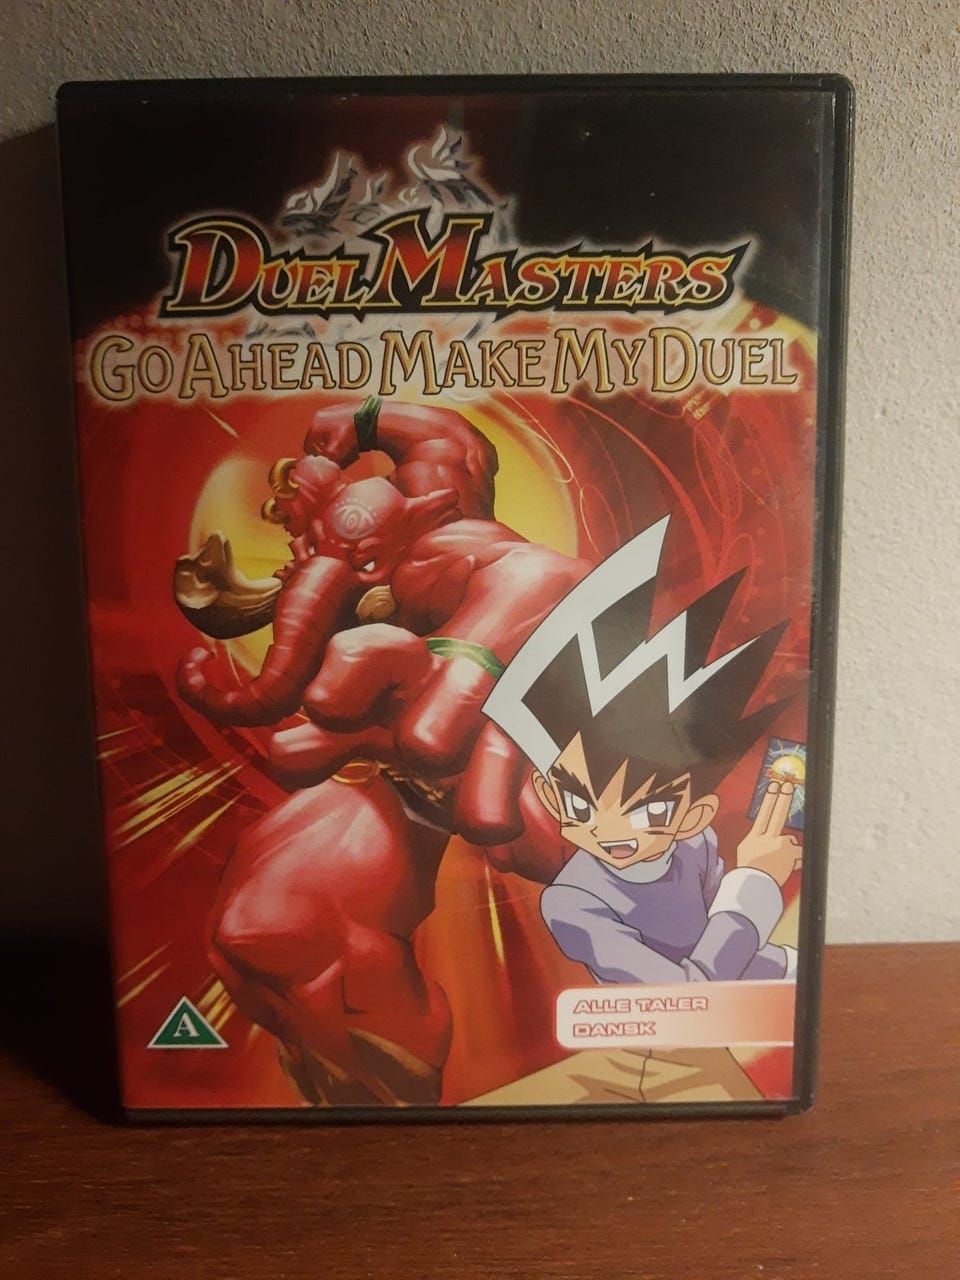 DUEL MASTERS
GO AHEAD MAKE MY DUEL
A
ALLE TALER
DANSK